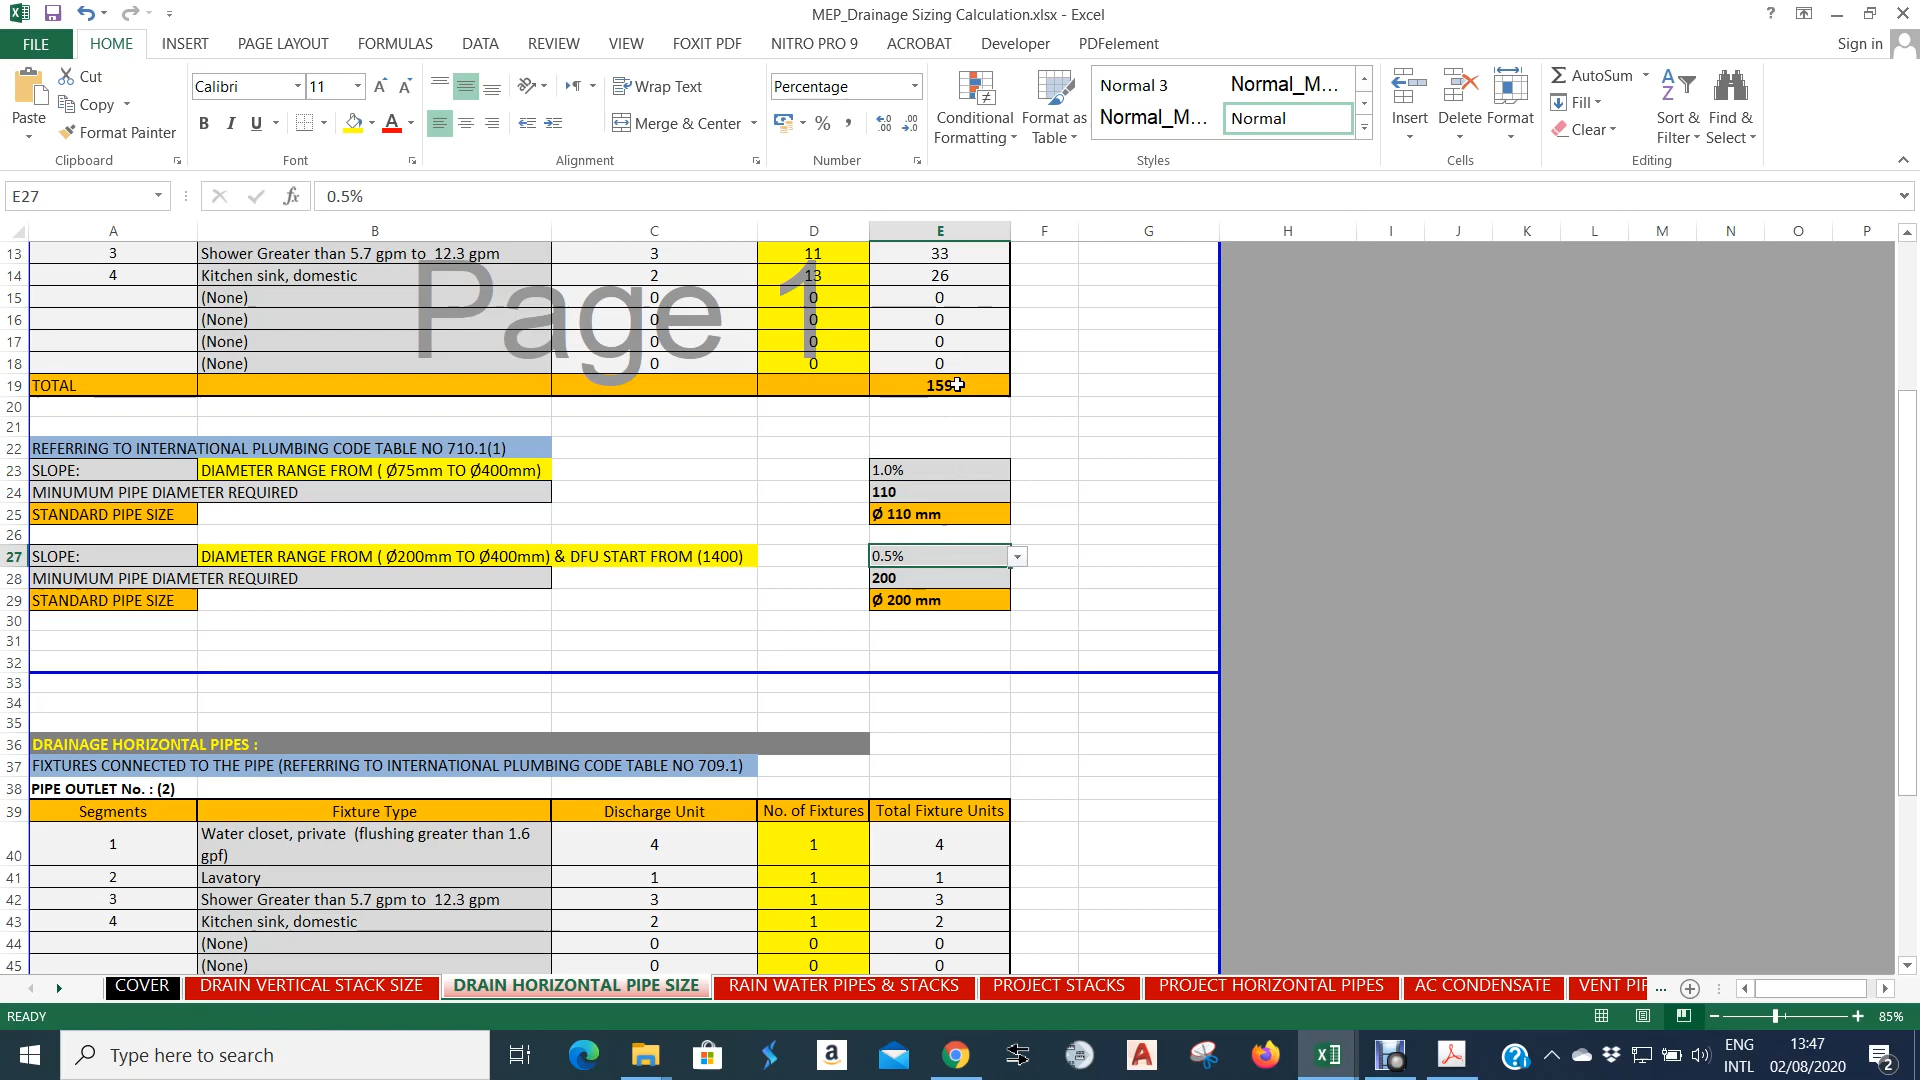 MEP_Drainage Sizing Calculation.xlsx - Excel
FILE HOME INSERT PAGE LAYOUT FORMULAS DATA REVIEW VIEW FOXIT PDF NITRO PRO 9 ACROBAT Developer PDFelement Sign in
Paste Cut Copy Format Painter
Calibri 11 B I U A A A
Wrap Text Merge & Center
Percentage % ,
Conditional Formatting Format as Table
Normal 3 Normal_M... Normal_M... Normal
Insert Delete Format
AutoSum Fill Clear Sort & Filter Find & Select
Clipboard Font Alignment Number Styles Cells Editing
E27 fx 0.5%
A B C D E F G H I J K L M N O P
13 3 Shower Greater than 5.7 gpm to 12.3 gpm 3 11 33
14 4 Kitchen sink, domestic 2 13 26
15 (None) 0 0 0
16 (None) 0 0 0
17 (None) 0 0 0
18 (None) 0 0 0
Page 1
19 TOTAL 159
20
21
22 REFERRING TO INTERNATIONAL PLUMBING CODE TABLE NO 710.1(1)
23 SLOPE: DIAMETER RANGE FROM ( Ø75mm TO Ø400mm) 1.0%
24 MINUMUM PIPE DIAMETER REQUIRED 110
25 STANDARD PIPE SIZE Ø 110 mm
26
27 SLOPE: DIAMETER RANGE FROM ( Ø200mm TO Ø400mm) & DFU START FROM (1400) 0.5%
28 MINUMUM PIPE DIAMETER REQUIRED 200
29 STANDARD PIPE SIZE Ø 200 mm
30
31
32
33
34
35
36 DRAINAGE HORIZONTAL PIPES :
37 FIXTURES CONNECTED TO THE PIPE (REFERRING TO INTERNATIONAL PLUMBING CODE TABLE NO 709.1)
38 PIPE OUTLET No. : (2)
39 Segments Fixture Type Discharge Unit No. of Fixtures Total Fixture Units
40 1 Water closet, private (flushing greater than 1.6 gpf) 4 1 4
41 2 Lavatory 1 1 1
42 3 Shower Greater than 5.7 gpm to 12.3 gpm 3 1 3
43 4 Kitchen sink, domestic 2 1 2
44 (None) 0 0 0
45 (None) 0 0 0
COVER DRAIN VERTICAL STACK SIZE DRAIN HORIZONTAL PIPE SIZE RAIN WATER PIPES & STACKS PROJECT STACKS PROJECT HORIZONTAL PIPES AC CONDENSATE VENT PIP ...
READY 85%
Type here to search
ENG 13:47
INTL 02/08/2020 2